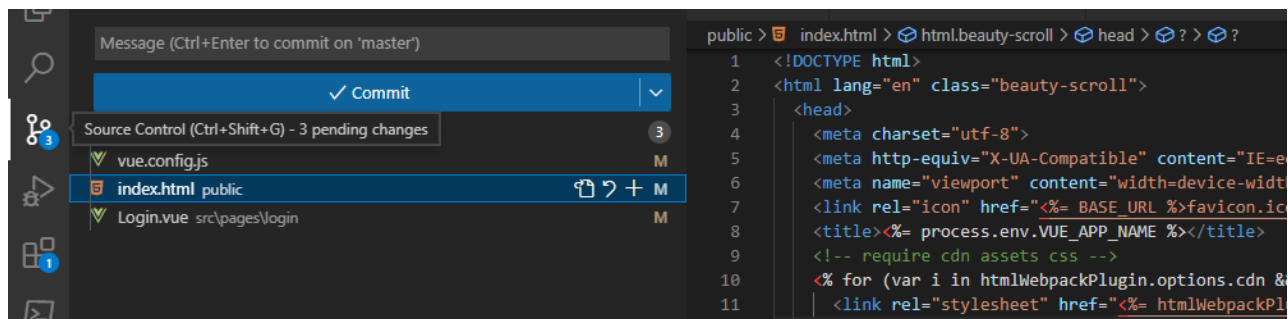 Message (Ctrl+Enter to commit on 'master')
Commit
3
Source Control (Ctrl+Shift+G) - 3 pending changes
3
vue.config.js M
index.html public M
Login.vue src\pages\login M
1
public > index.html > html.beauty-scroll > head > ? > ?
1 <!DOCTYPE html>
2 <html lang="en" class="beauty-scroll">
3 <head>
4 <meta charset="utf-8">
5 <meta http-equiv="X-UA-Compatible" content="IE=e
6 <meta name="viewport" content="width=device-widt
7 <link rel="icon" href="<%= BASE_URL %>favicon.ic
8 <title><%= process.env.VUE_APP_NAME %></title>
9 <!-- require cdn assets css -->
10 <% for (var i in htmlWebpackPlugin.options.cdn &
11 <link rel="stylesheet" href="<%= htmlWebpackPl